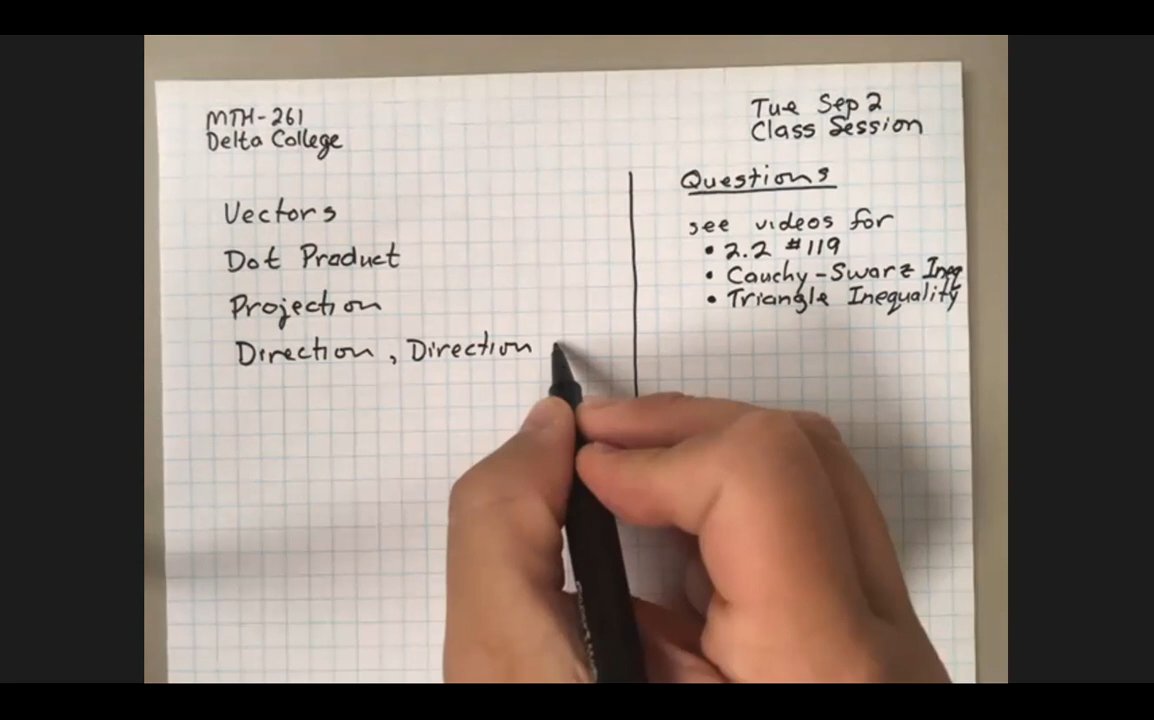 MTH-261
Delta College
Tue Sep 2
Class Session
Vectors
Dot Product
Projection
Direction, Direction
Questions
see videos for
• 2.2 #119
• Cauchy-Swarz Ineq
• Triangle Inequality